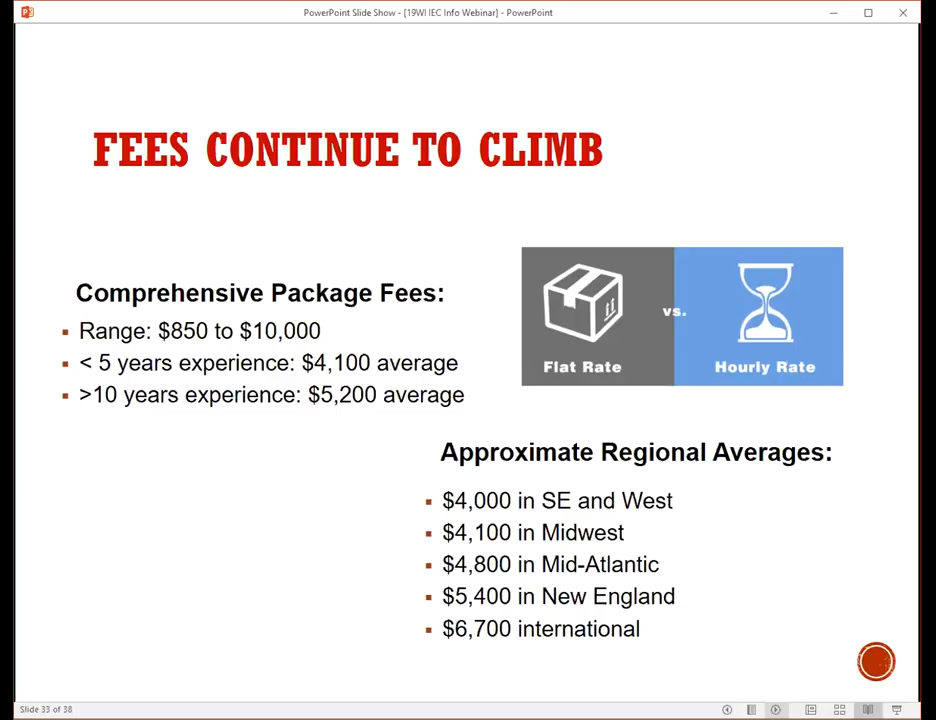 PowerPoint Slide Show - [19WI IEC Info Webinar] - PowerPoint
FEES CONTINUE TO CLIMB
Comprehensive Package Fees:
▪ Range: $850 to $10,000
▪ < 5 years experience: $4,100 average
▪ >10 years experience: $5,200 average
vs.
Flat Rate
Hourly Rate
Approximate Regional Averages:
▪ $4,000 in SE and West
▪ $4,100 in Midwest
▪ $4,800 in Mid-Atlantic
▪ $5,400 in New England
▪ $6,700 international
Slide 33 of 38